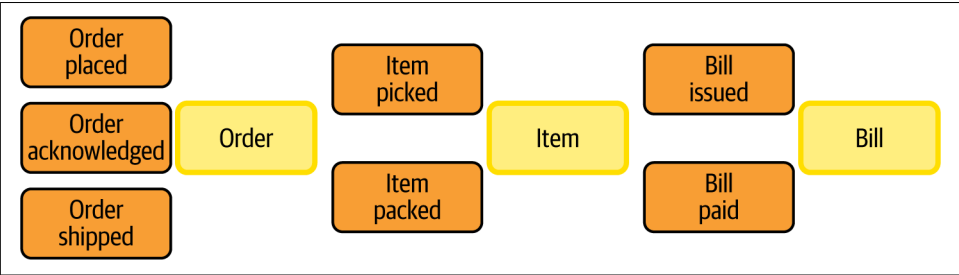 Order
placed
Order
acknowledged
Order
shipped
Order
Item
picked
Item
packed
Item
Bill
issued
Bill
paid
Bill